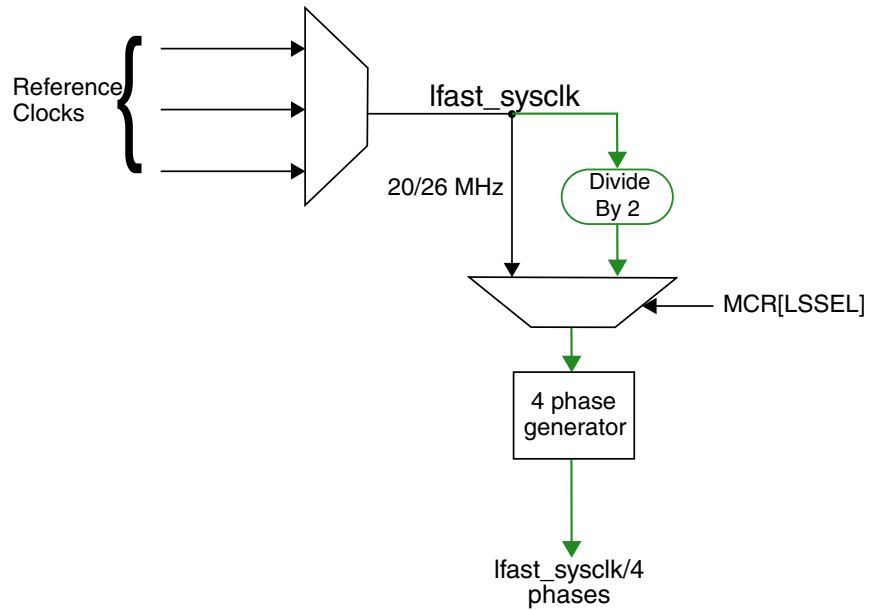 lfast_sysclk
Reference
Clocks
20/26 MHz
Divide
By 2
MCR[LSSEL]
4 phase
generator
lfast_sysclk/4
phases